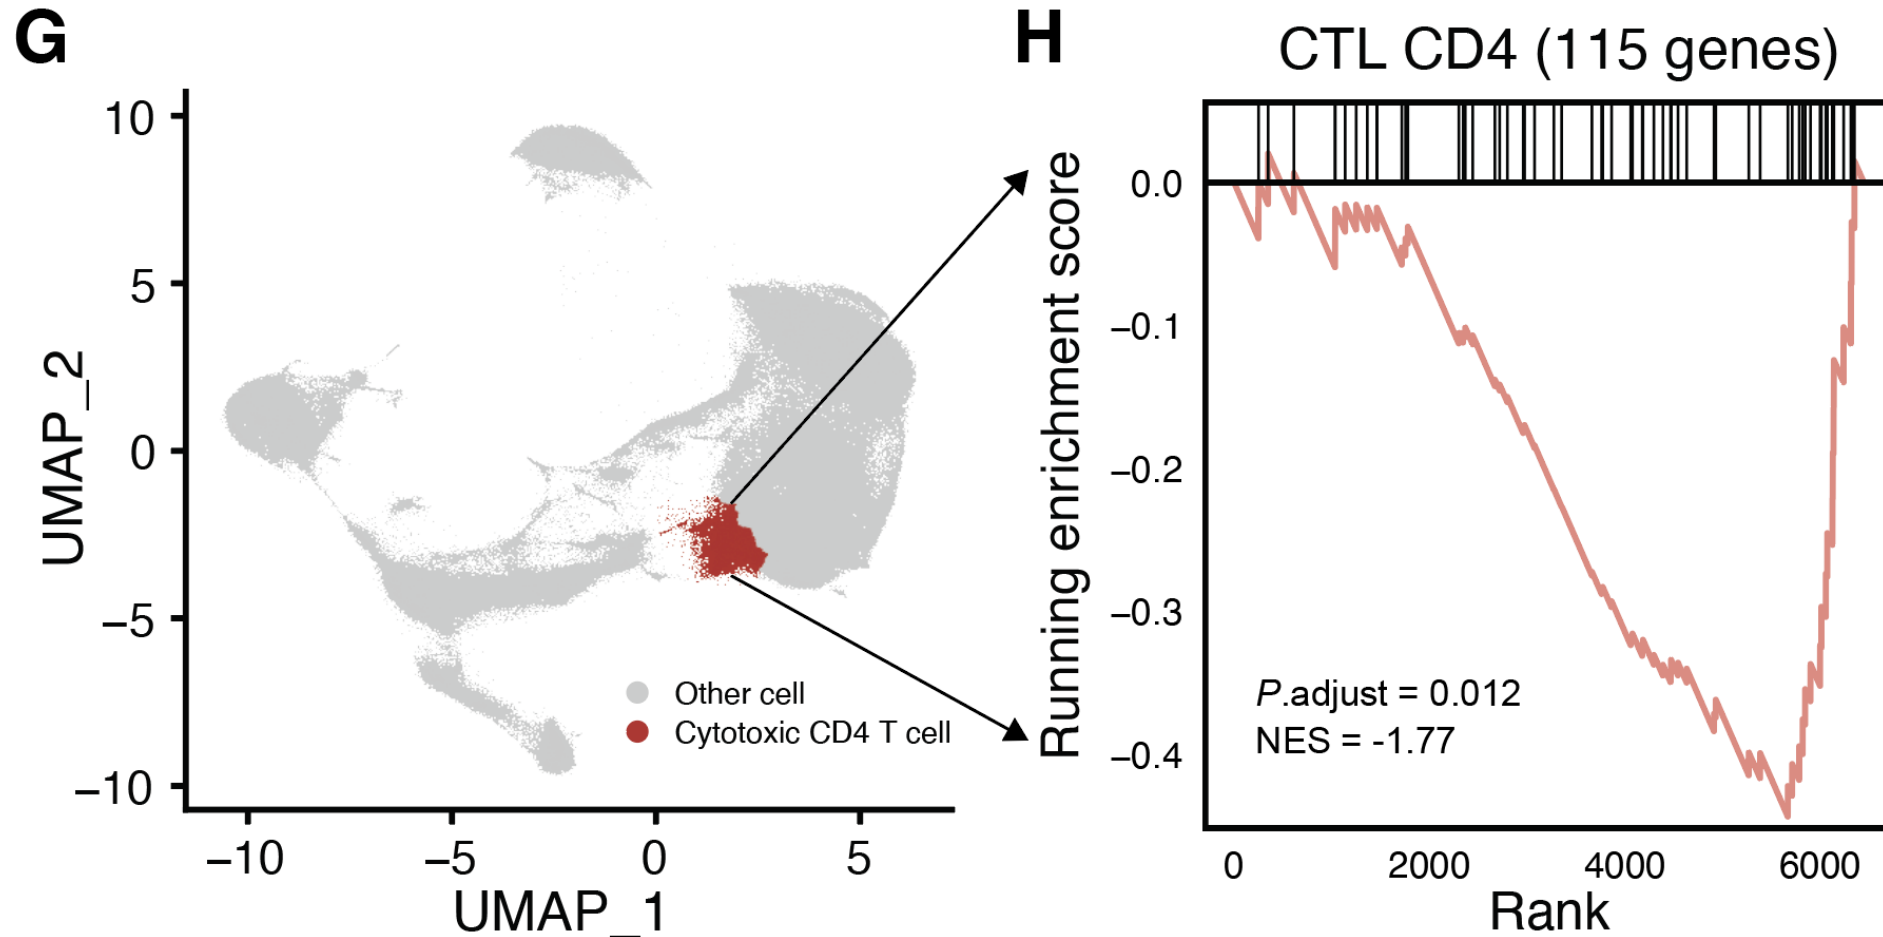 G
10
5
0
−5
−10
UMAP_2
−10
−5
0
5
UMAP_1
Other cell
Cytotoxic CD4 T cell
H
CTL CD4 (115 genes)
Running enrichment score
0.0
−0.1
−0.2
−0.3
−0.4
P.adjust = 0.012
NES = -1.77
0
2000
4000
6000
Rank